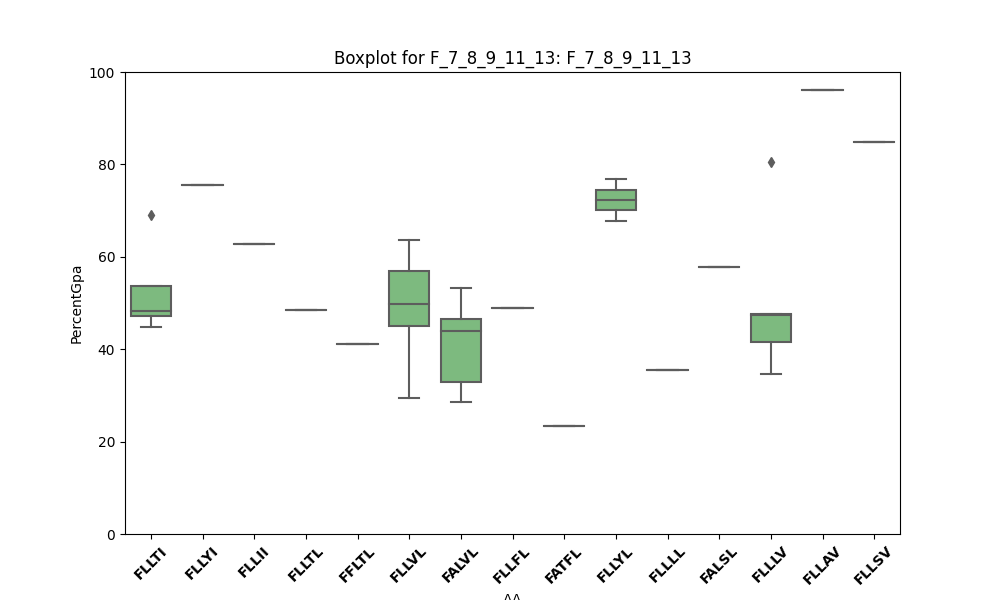 Boxplot for F_7_8_9_11_13: F_7_8_9_11_13
100
80
60
40
20
0
PercentGpa
FLLTI
FLLYI
FLLII
FLLTL
FFLTL
FLLVL
FALVL
FLLFL
FATFL
FLLYL
FLLLL
FALSL
FLLLV
FLLAV
FLLSV
AA